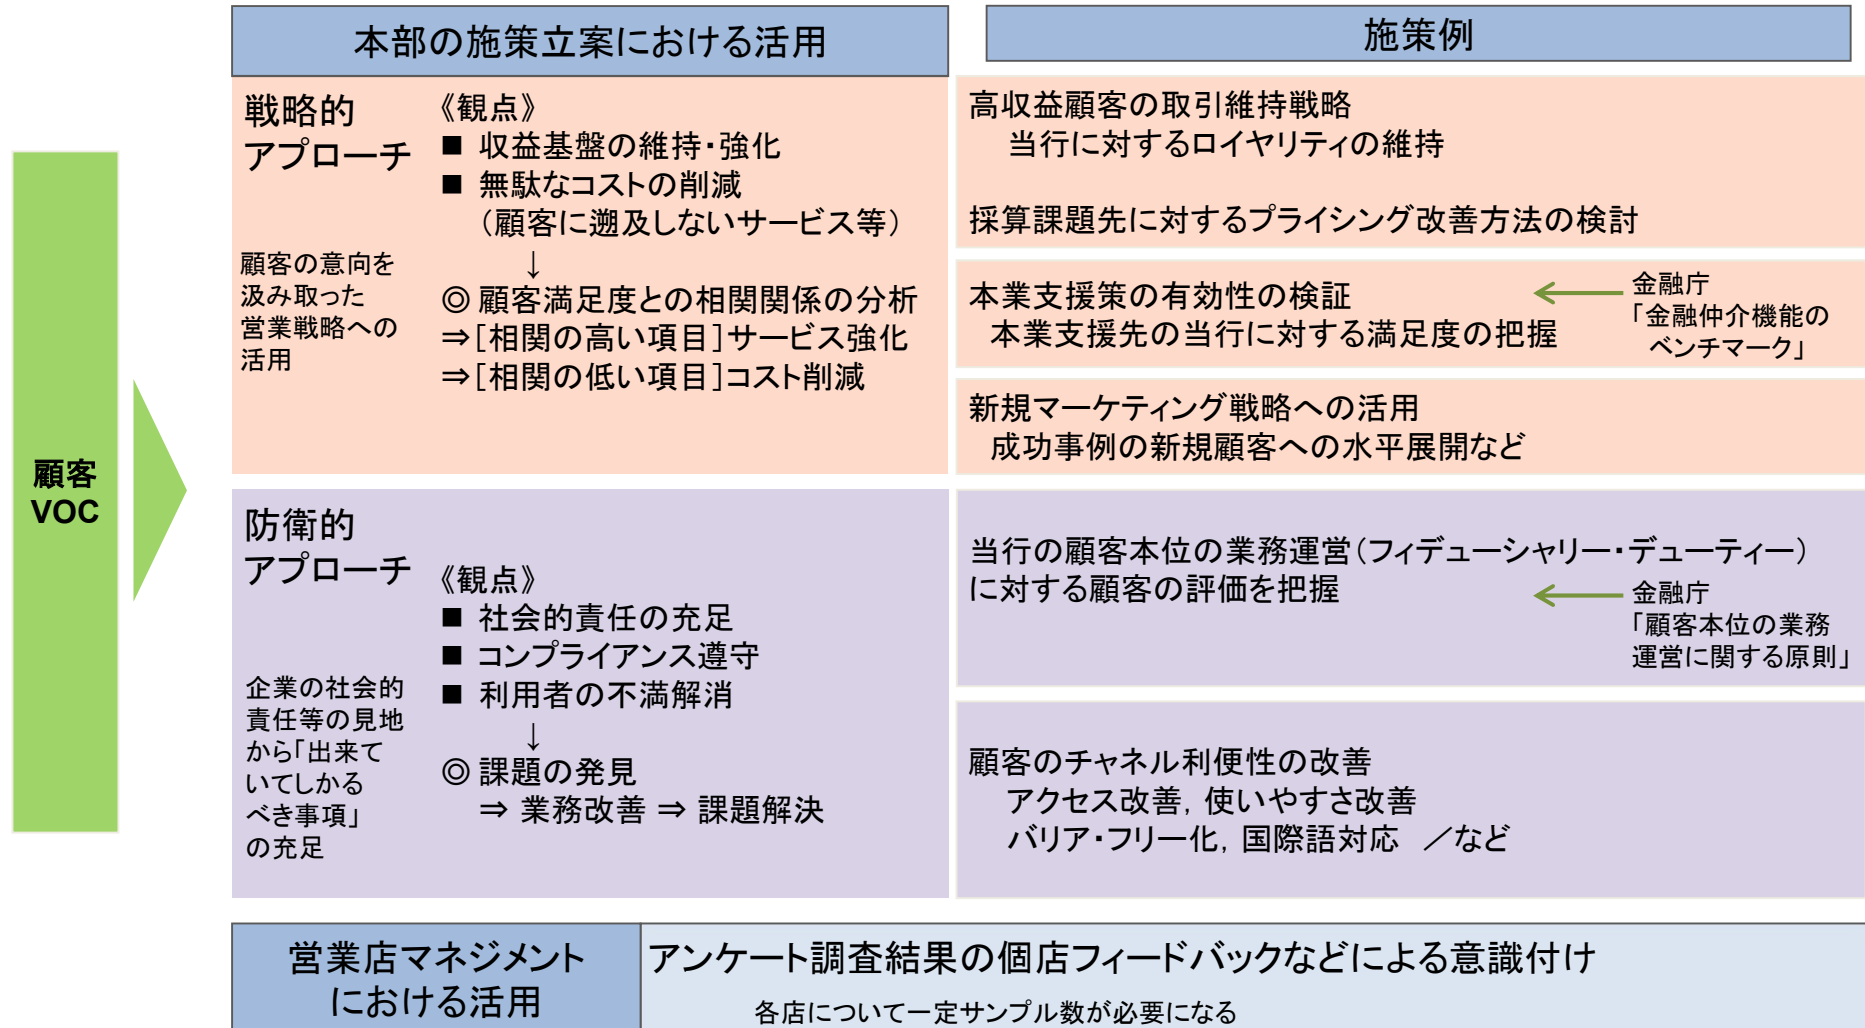 顧客
VOC
本部の施策立案における活用
施策例
戦略的
アプローチ
顧客の意向を
汲み取った
営業戦略への
活用
《観点》
■ 収益基盤の維持・強化
■ 無駄なコストの削減
（顧客に遡及しないサービス等）
↓
◎ 顧客満足度との相関関係の分析
⇒[相関の高い項目]サービス強化
⇒[相関の低い項目]コスト削減
高収益顧客の取引維持戦略
当行に対するロイヤリティの維持
採算課題先に対するプライシング改善方法の検討
本業支援策の有効性の検証
本業支援先の当行に対する満足度の把握
金融庁
「金融仲介機能の
ベンチマーク」
新規マーケティング戦略への活用
成功事例の新規顧客への水平展開など
防衛的
アプローチ
企業の社会的
責任等の見地
から「出来て
いてしかる
べき事項」
の充足
《観点》
■ 社会的責任の充足
■ コンプライアンス遵守
■ 利用者の不満解消
↓
◎ 課題の発見
⇒ 業務改善 ⇒ 課題解決
当行の顧客本位の業務運営（フィデューシャリー・デューティー）
に対する顧客の評価を把握
金融庁
「顧客本位の業務
運営に関する原則」
顧客のチャネル利便性の改善
アクセス改善, 使いやすさ改善
バリア・フリー化, 国際語対応 ／など
営業店マネジメント
における活用
アンケート調査結果の個店フィードバックなどによる意識付け
各店について一定サンプル数が必要になる